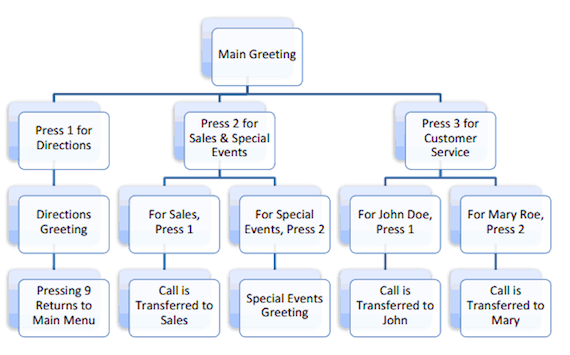 Main Greeting
Press 1 for
Directions
Press 2 for
Sales & Special
Events
Press 3 for
Customer
Service
Directions
Greeting
For Sales,
Press 1
For Special
Events, Press 2
For John Doe,
Press 1
For Mary Roe,
Press 2
Pressing 9
Returns to
Main Menu
Call is
Transferred to
Sales
Special Events
Greeting
Call is
Transferred to
John
Call is
Transferred to
Mary